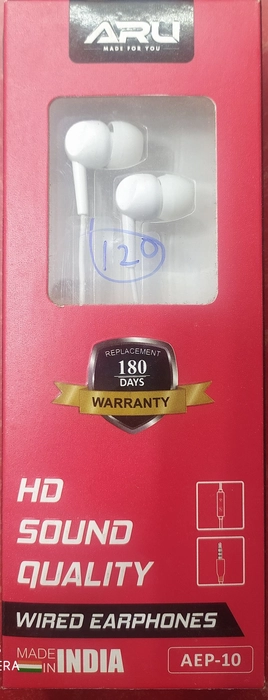 ARU
MADE FOR YOU
120
REPLACEMENT
180
DAYS
WARRANTY
HD
SOUND
QUALITY
WIRED EARPHONES
MADE
IN INDIA
AEP-10
ERA